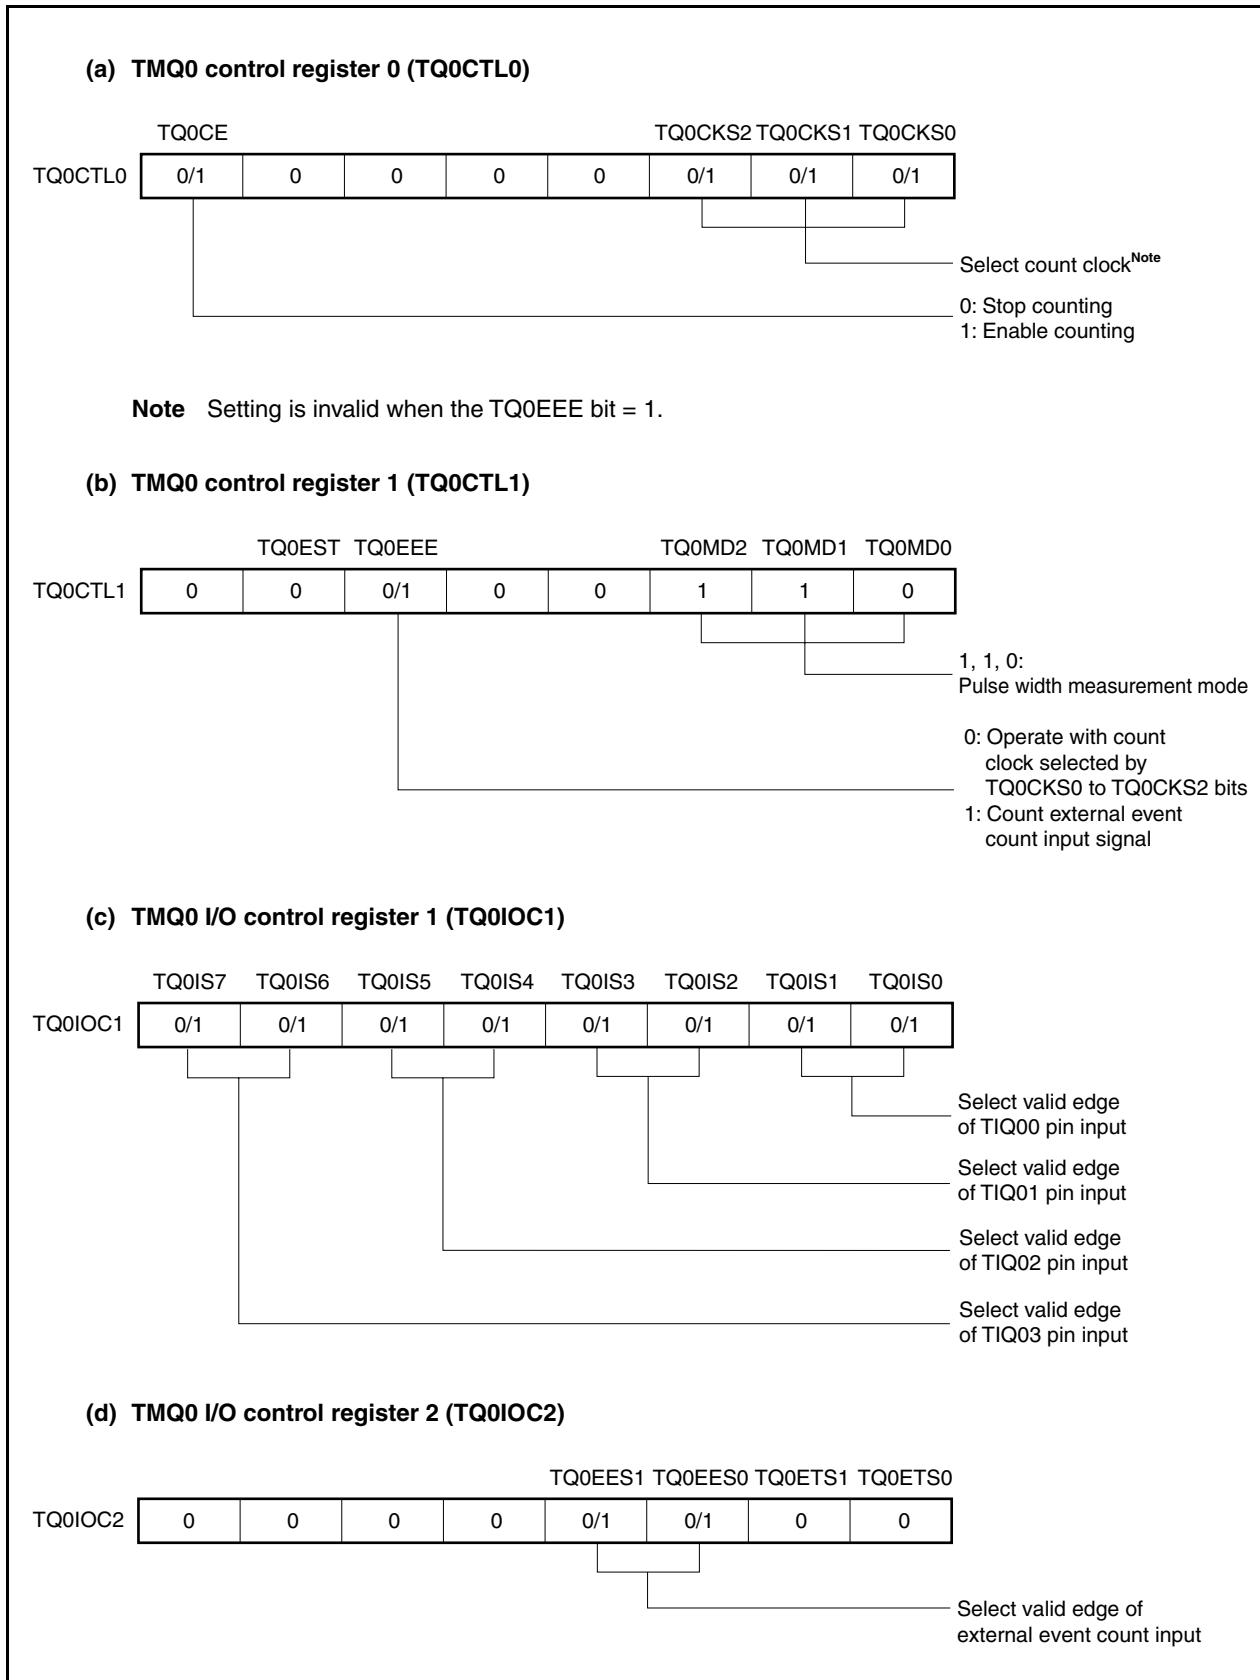 (a) TMQ0 control register 0 (TQ0CTL0)
TQ0CE TQ0CKS2 TQ0CKS1 TQ0CKS0
TQ0CTL0 0/1 0 0 0 0 0/1 0/1 0/1
Select count clockNote
0: Stop counting
1: Enable counting
Note Setting is invalid when the TQ0EEE bit = 1.
(b) TMQ0 control register 1 (TQ0CTL1)
TQ0EST TQ0EEE TQ0MD2 TQ0MD1 TQ0MD0
TQ0CTL1 0 0 0/1 0 0 1 1 0
1, 1, 0:
Pulse width measurement mode
0: Operate with count
clock selected by
TQ0CKS0 to TQ0CKS2 bits
1: Count external event
count input signal
(c) TMQ0 I/O control register 1 (TQ0IOC1)
TQ0IS7 TQ0IS6 TQ0IS5 TQ0IS4 TQ0IS3 TQ0IS2 TQ0IS1 TQ0IS0
TQ0IOC1 0/1 0/1 0/1 0/1 0/1 0/1 0/1 0/1
Select valid edge
of TIQ00 pin input
Select valid edge
of TIQ01 pin input
Select valid edge
of TIQ02 pin input
Select valid edge
of TIQ03 pin input
(d) TMQ0 I/O control register 2 (TQ0IOC2)
TQ0EES1 TQ0EES0 TQ0ETS1 TQ0ETS0
TQ0IOC2 0 0 0 0 0/1 0/1 0 0
Select valid edge of
external event count input